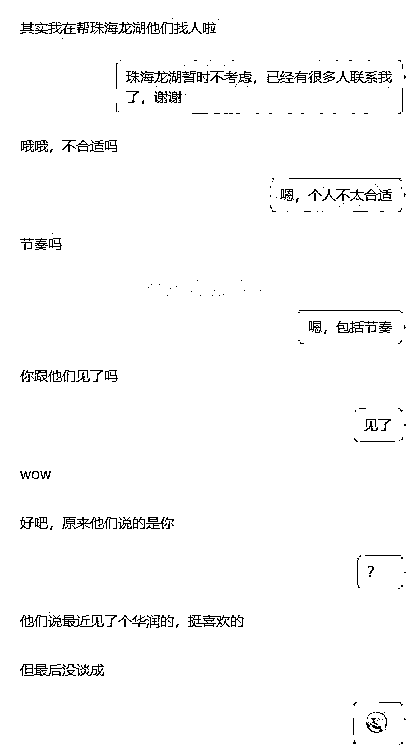 其实我在帮珠海龙湖他们找人啦
珠海龙湖暂时不考虑，已经有很多人联系我
了，谢谢
哦哦，不合适吗
嗯，个人不太合适
节奏吗
嗯，包括节奏
你跟他们见了吗
见了
wow
好吧，原来他们说的是你
？
他们说最近见了个华润的，挺喜欢的
但最后没谈成